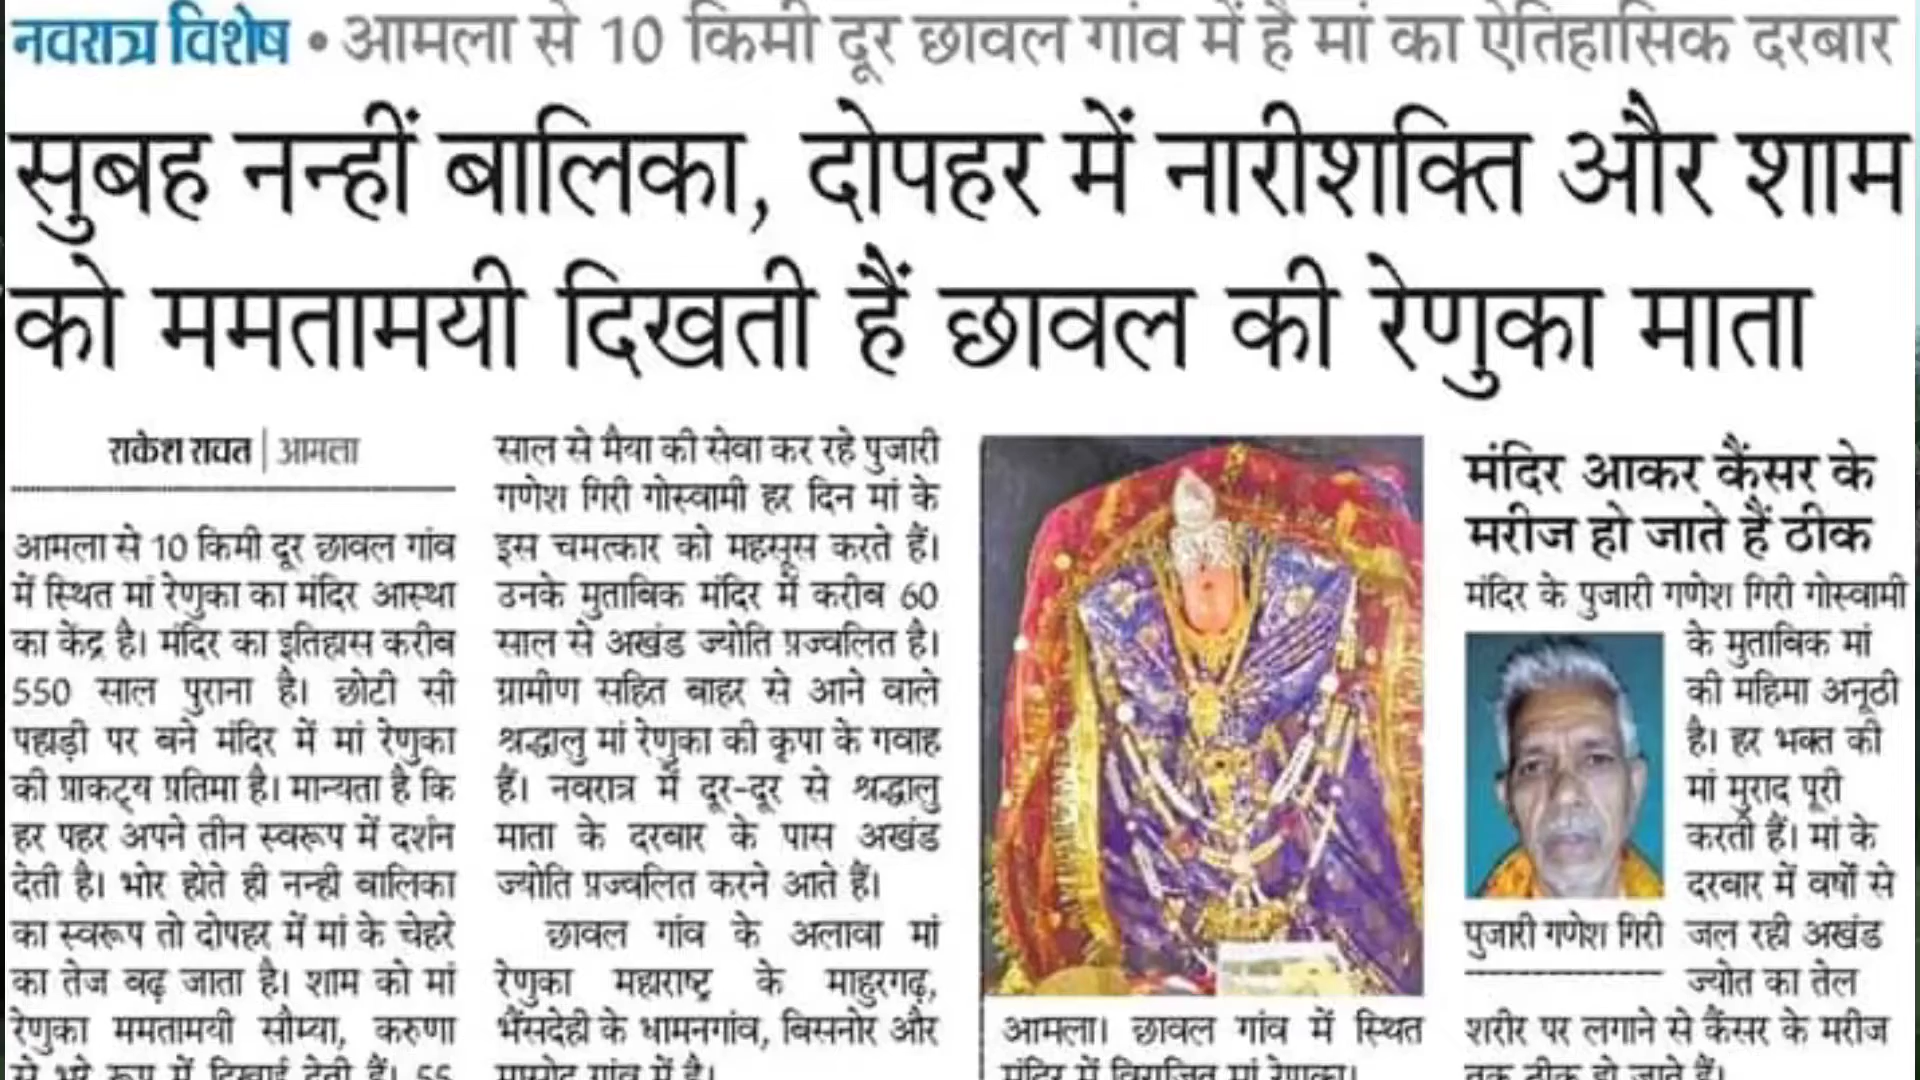 नवरात्र विशेष • आमला से 10 किमी दूर छावल गांव में है मां का ऐतिहासिक दरबार
सुबह नन्हीं बालिका, दोपहर में नारीशक्ति और शाम
को ममतामयी दिखती हैं छावल की रेणुका माता
राकेश रावत | आमला
आमला से 10 किमी दूर छावल गांव
में स्थित मां रेणुका का मंदिर आस्था
का केंद्र है। मंदिर का इतिहास करीब
550 साल पुराना है। छोटी सी
पहाड़ी पर बने मंदिर में मां रेणुका
की प्राकट्य प्रतिमा है। मान्यता है कि
हर पहर अपने तीन स्वरूप में दर्शन
देती है। भोर होते ही नन्ही बालिका
का स्वरूप तो दोपहर में मां के चेहरे
का तेज बढ़ जाता है। शाम को मां
रेणुका ममतामयी सौम्या, करुणा
से भरे रूप में दिखाई देती हैं। 55
साल से मैया की सेवा कर रहे पुजारी
गणेश गिरी गोस्वामी हर दिन मां के
इस चमत्कार को महसूस करते हैं।
उनके मुताबिक मंदिर में करीब 60
साल से अखंड ज्योति प्रज्वलित है।
ग्रामीण सहित बाहर से आने वाले
श्रद्धालु मां रेणुका की कृपा के गवाह
हैं। नवरात्र में दूर-दूर से श्रद्धालु
माता के दरबार के पास अखंड
ज्योति प्रज्वलित करने आते हैं।
छावल गांव के अलावा मां
रेणुका महाराष्ट्र के माहुरगढ़,
भैंसदेही के धामनगांव, बिसनोर और
गांव में है।
आमला। छावल गांव में स्थित
मंदिर में विराजित मां रेणुका।
मंदिर आकर कैंसर के
मरीज हो जाते हैं ठीक
मंदिर के पुजारी गणेश गिरी गोस्वामी
के मुताबिक मां
की महिमा अनूठी
है। हर भक्त की
मां मुराद पूरी
करती हैं। मां के
दरबार में वर्षों से
जल रही अखंड
ज्योत का तेल
शरीर पर लगाने से कैंसर के मरीज
तक ठीक हो जाते हैं।
पुजारी गणेश गिरी